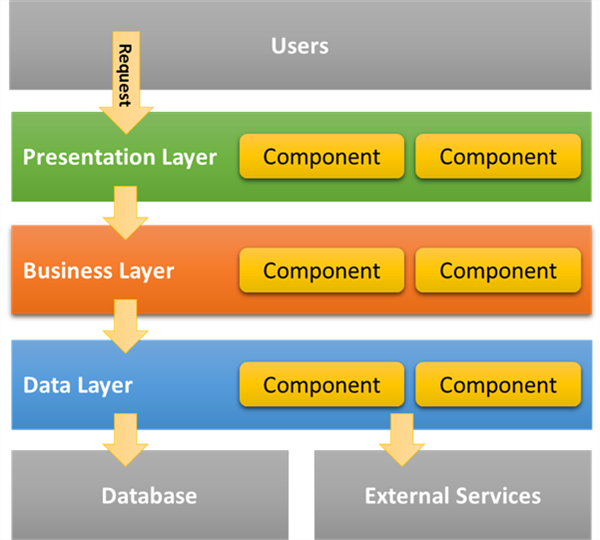 Users
Request
Presentation Layer
Component
Component
Business Layer
Component
Component
Data Layer
Component
Component
Database
External Services